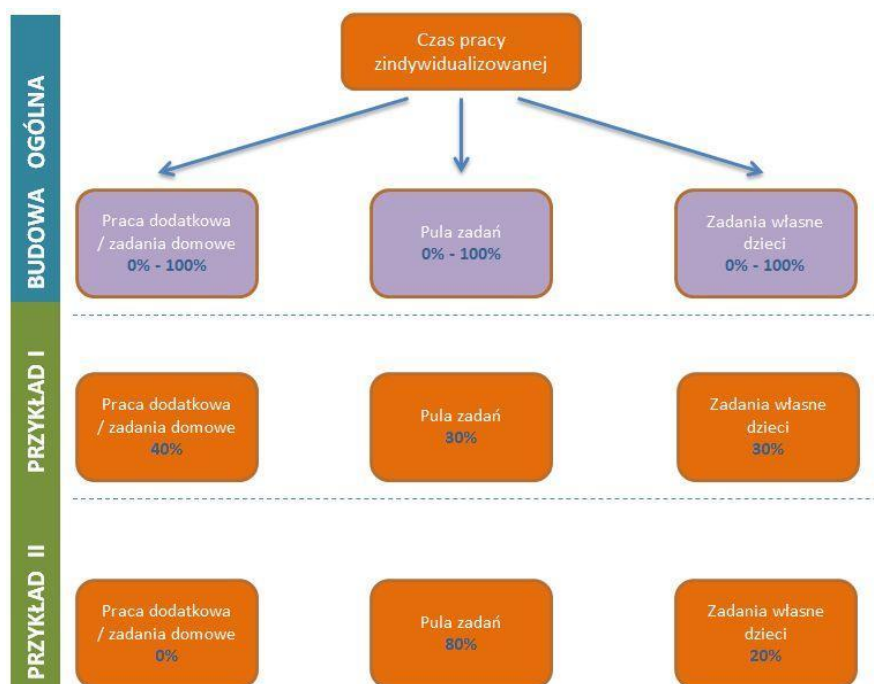 BUDOWA OGÓLNA
Czas pracy
zindywidualizowanej
Praca dodatkowa
/ zadania domowe
0% - 100%
Pula zadań
0% - 100%
Zadania własne
dzieci
0% - 100%
PRZYKŁAD I
Praca dodatkowa
/ zadania domowe
40%
Pula zadań
30%
Zadania własne
dzieci
30%
PRZYKŁAD II
Praca dodatkowa
/ zadania domowe
0%
Pula zadań
80%
Zadania własne
dzieci
20%